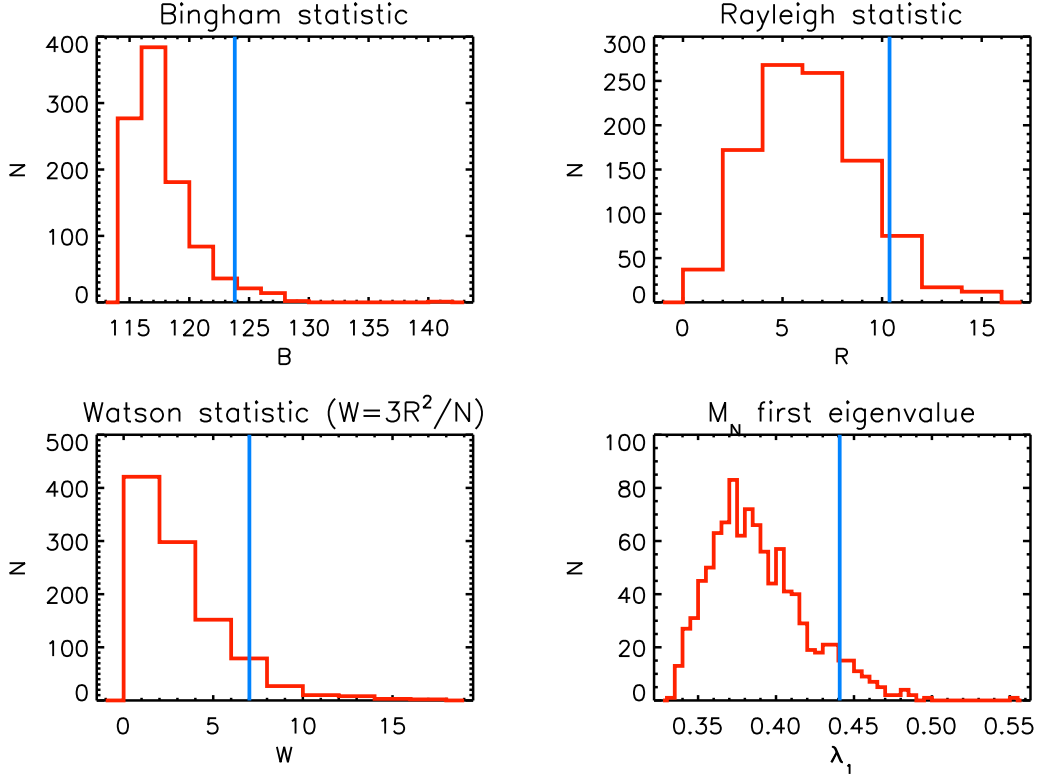 Bingham statistic
400
300
200
100
0
N
115 120 125 130 135 140
B
Rayleigh statistic
300
250
200
150
100
50
0
N
0 5 10 15
R
Watson statistic (W=3R²/N)
500
400
300
200
100
0
N
0 5 10 15
W
M_N first eigenvalue
100
80
60
40
20
0
N
0.35 0.40 0.45 0.50 0.55
λ₁